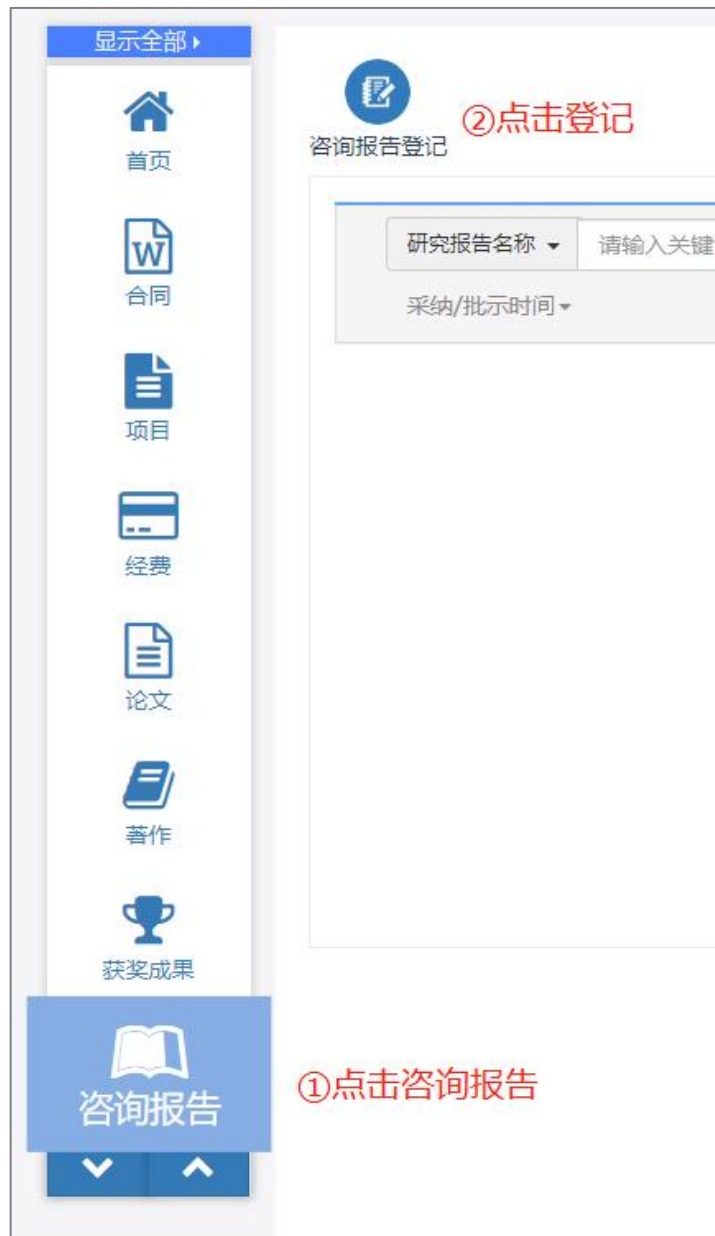 显示全部
首页
合同
项目
经费
论文
著作
获奖成果
咨询报告
①点击咨询报告
咨询报告登记
②点击登记
研究报告名称 请输入关键
采纳/批示时间